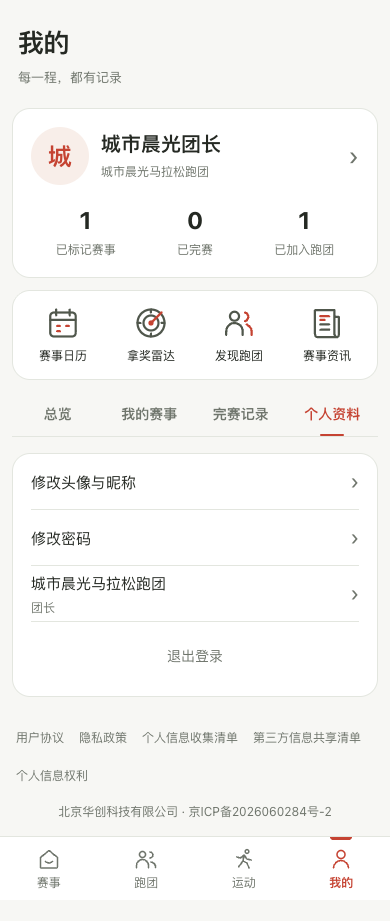 我的
每一程，都有记录
城
城市晨光团长
城市晨光马拉松跑团
1 0 1
已标记赛事 已完赛 已加入跑团
赛事日历 拿奖雷达 发现跑团 赛事资讯
总览 我的赛事 完赛记录 个人资料
修改头像与昵称
修改密码
城市晨光马拉松跑团
团长
退出登录
用户协议 隐私政策 个人信息收集清单 第三方信息共享清单
个人信息权利
北京华创科技有限公司 · 京ICP备2026060284号-2
赛事 跑团 运动 我的